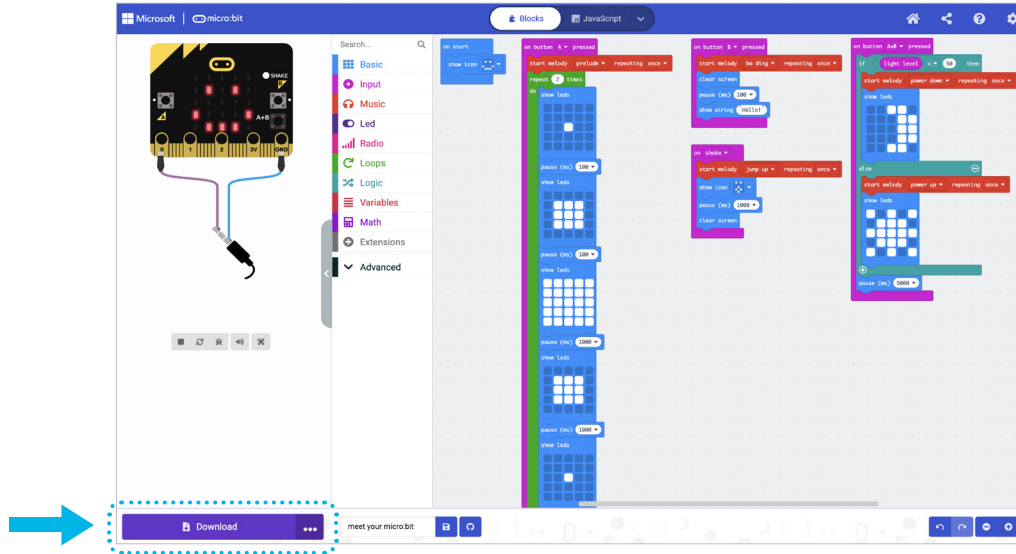 Microsoft micro:bit Blocks JavaScript
SHAKE
A+B
0 1 2 3V GND
Search...
Basic
Input
Music
Led
Radio
Loops
Logic
Variables
Math
Extensions
Advanced
on start
show icon
on button A pressed
start melody prelude repeating once
repeat 2 times
do
show leds
pause (ms) 100
show leds
pause (ms) 100
show leds
pause (ms) 1000
show leds
pause (ms) 1000
show leds
on button B pressed
start melody ba ding repeating once
clear screen
pause (ms) 100
show string Hello!
on shake
start melody jump up repeating once
show icon
pause (ms) 1000
clear screen
on button A+B pressed
if light level < 50 then
start melody power down repeating once
show leds
else
start melody power up repeating once
show leds
pause (ms) 5000
Download
meet your micro:bit